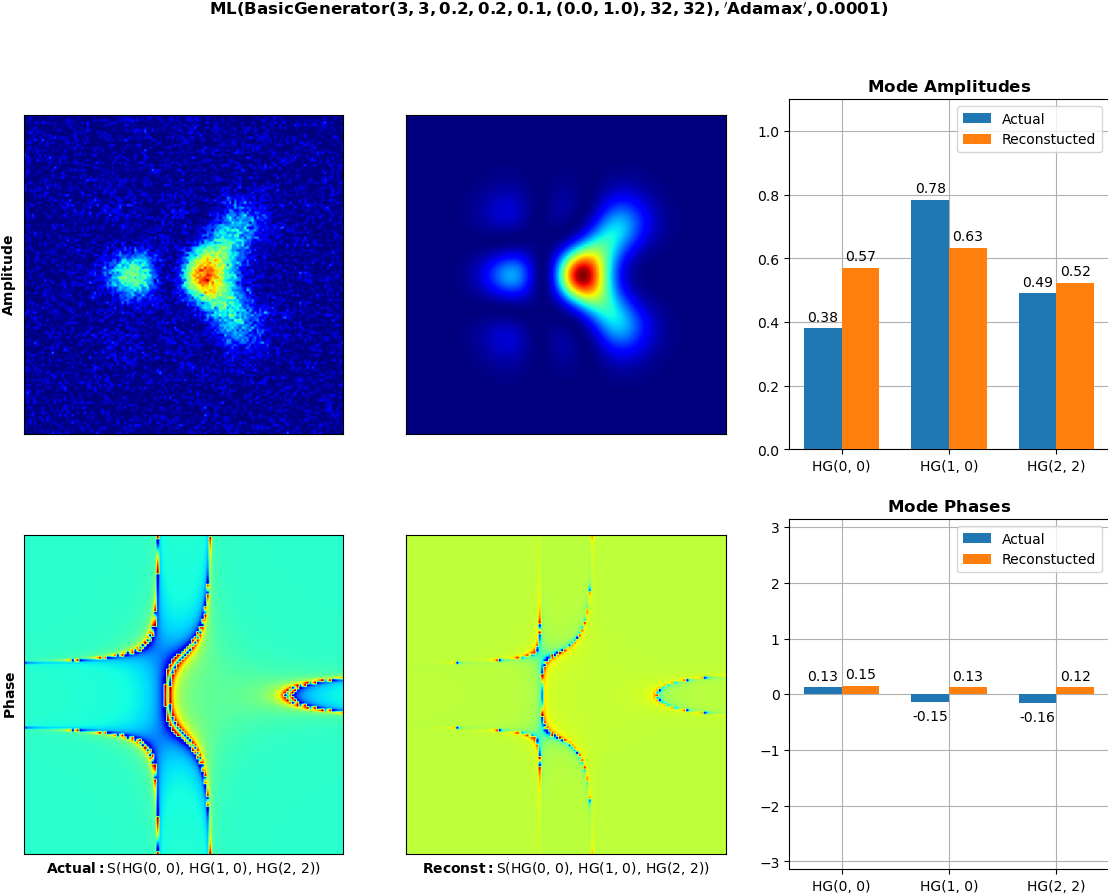 ML(BasicGenerator(3, 3, 0.2, 0.2, 0.1, (0.0, 1.0), 32, 32), 'Adamax', 0.0001)
Amplitude
Mode Amplitudes
Actual
Reconstucted
1.0
0.8
0.6
0.4
0.2
0.0
0.38
0.57
0.78
0.63
0.49
0.52
HG(0, 0)
HG(1, 0)
HG(2, 2)
Phase
Actual: S(HG(0, 0), HG(1, 0), HG(2, 2))
Reconst: S(HG(0, 0), HG(1, 0), HG(2, 2))
Mode Phases
Actual
Reconstucted
3
2
1
0
−1
−2
−3
0.13
0.15
-0.15
0.13
-0.16
0.12
HG(0, 0)
HG(1, 0)
HG(2, 2)